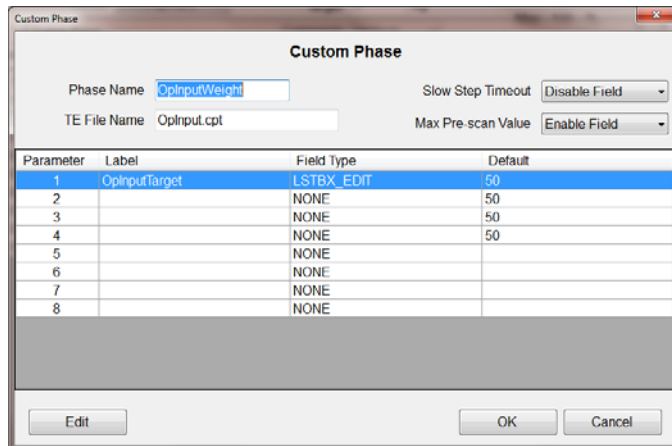 Custom Phase
Custom Phase
Phase Name OpInputWeight Slow Step Timeout Disable Field
TE File Name OpInput.cpt Max Pre-scan Value Enable Field
Parameter Label Field Type Default
1 OpInputTarget LSTBX_EDIT 50
2 NONE 50
3 NONE 50
4 NONE 50
5 NONE
6 NONE
7 NONE
8 NONE
Edit OK Cancel